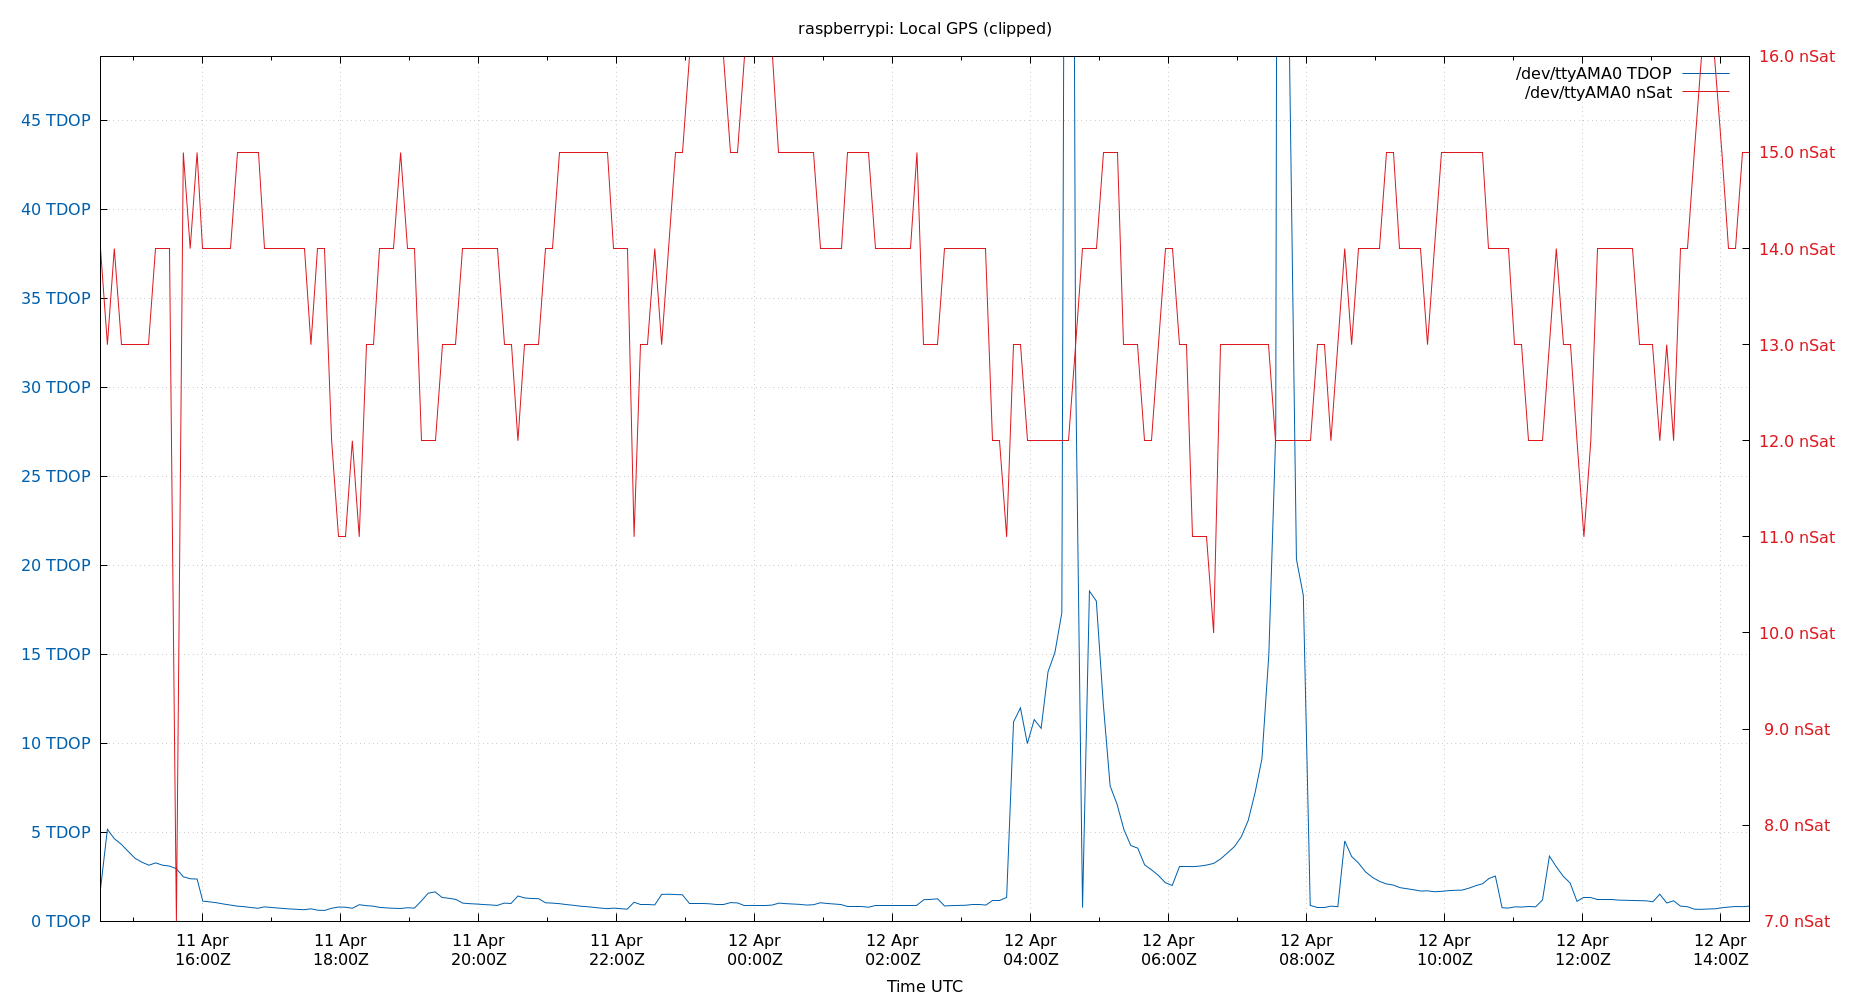 raspberrypi: Local GPS (clipped)
/dev/ttyAMA0 TDOP
/dev/ttyAMA0 nSat
45 TDOP
40 TDOP
35 TDOP
30 TDOP
25 TDOP
20 TDOP
15 TDOP
10 TDOP
5 TDOP
0 TDOP
16.0 nSat
15.0 nSat
14.0 nSat
13.0 nSat
12.0 nSat
11.0 nSat
10.0 nSat
9.0 nSat
8.0 nSat
7.0 nSat
11 Apr
16:00Z
11 Apr
18:00Z
11 Apr
20:00Z
11 Apr
22:00Z
12 Apr
00:00Z
12 Apr
02:00Z
12 Apr
04:00Z
12 Apr
06:00Z
12 Apr
08:00Z
12 Apr
10:00Z
12 Apr
12:00Z
12 Apr
14:00Z
Time UTC